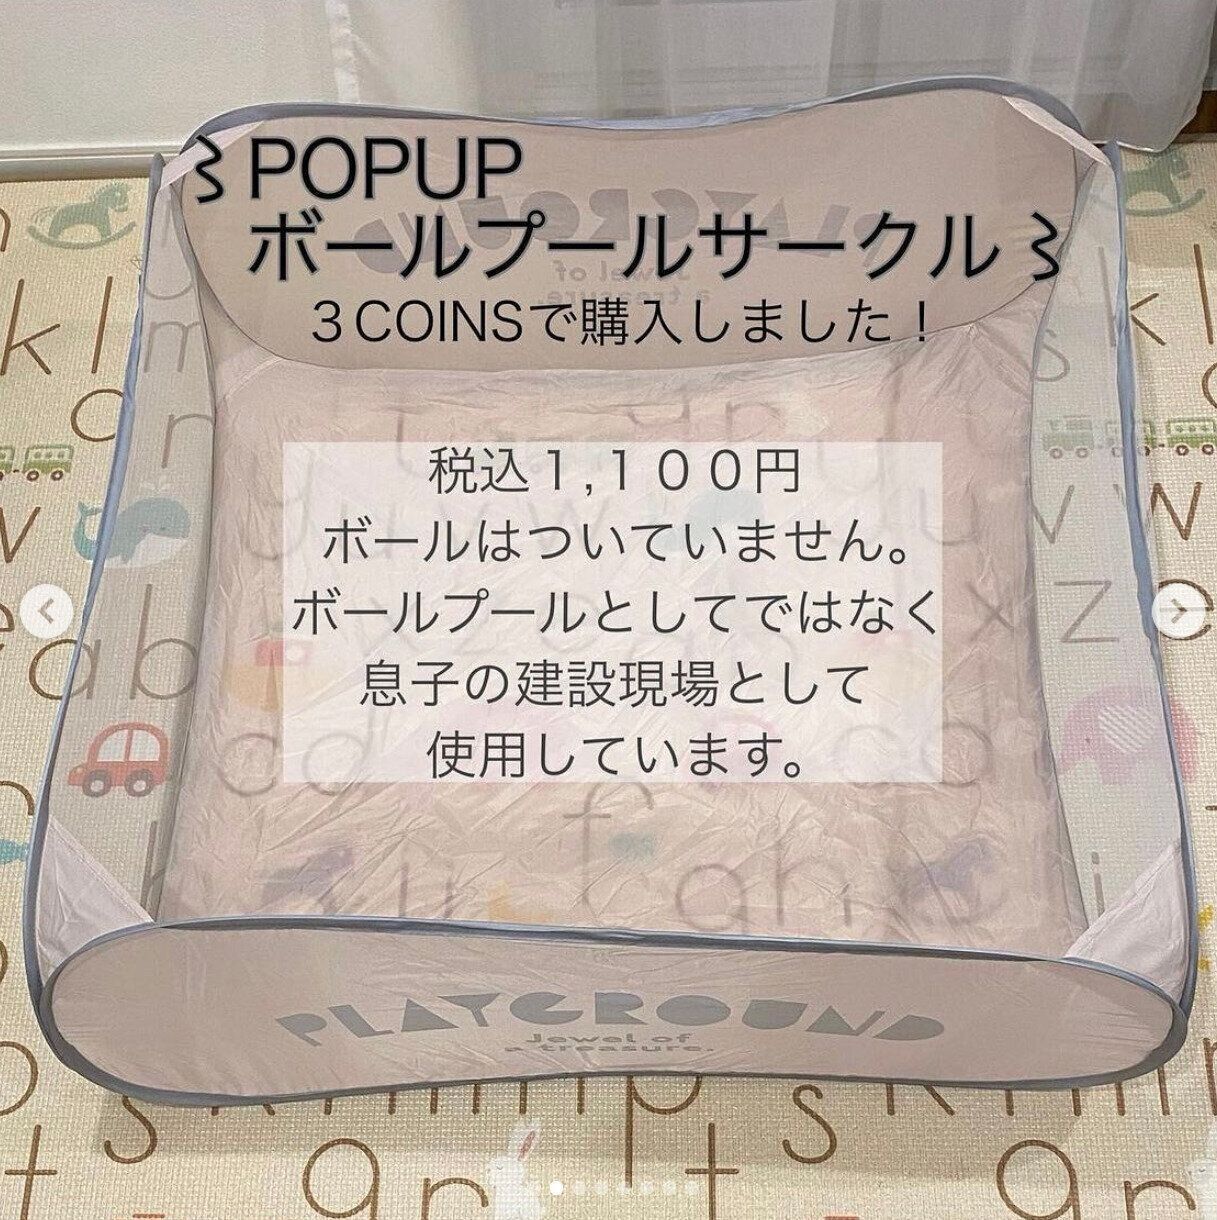 ⌇POPUP
ボールプールサークル⌇
３COINSで購入しました！
税込１,１００円
ボールはついていません。
ボールプールとしてではなく
息子の建設現場として
使用しています。
PLAYGROUND
Jewel of
a treasure.